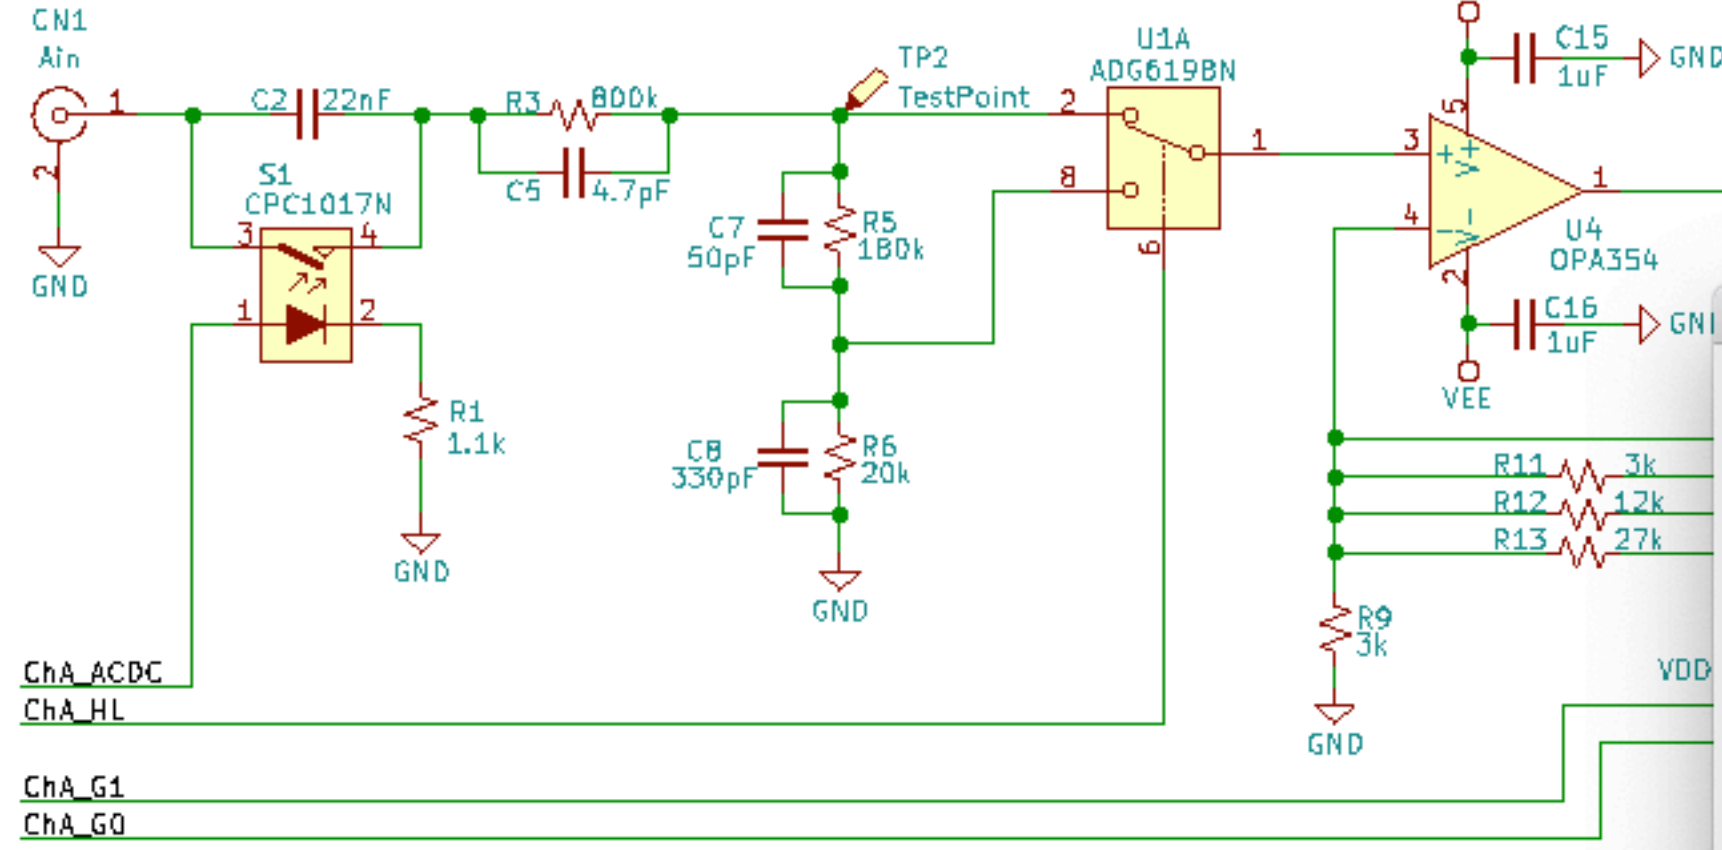 CN1
Ain
1
2
GND
C2 22nF
S1
CPC1017N
3
4
1
2
R1
1.1k
GND
R3
800k
C5
4.7pF
TP2
TestPoint
C7
50pF
R5
180k
C8
330pF
R6
20k
GND
U1A
ADG619BN
2
8
6
1
3
4
5
2
1
+
V+
-
V-
U4
OPA354
C15
1uF
GND
C16
1uF
VEE
R11 3k
R12 12k
R13 27k
R9
3k
GND
VDD
ChA_ACDC
ChA_HL
ChA_G1
ChA_G0